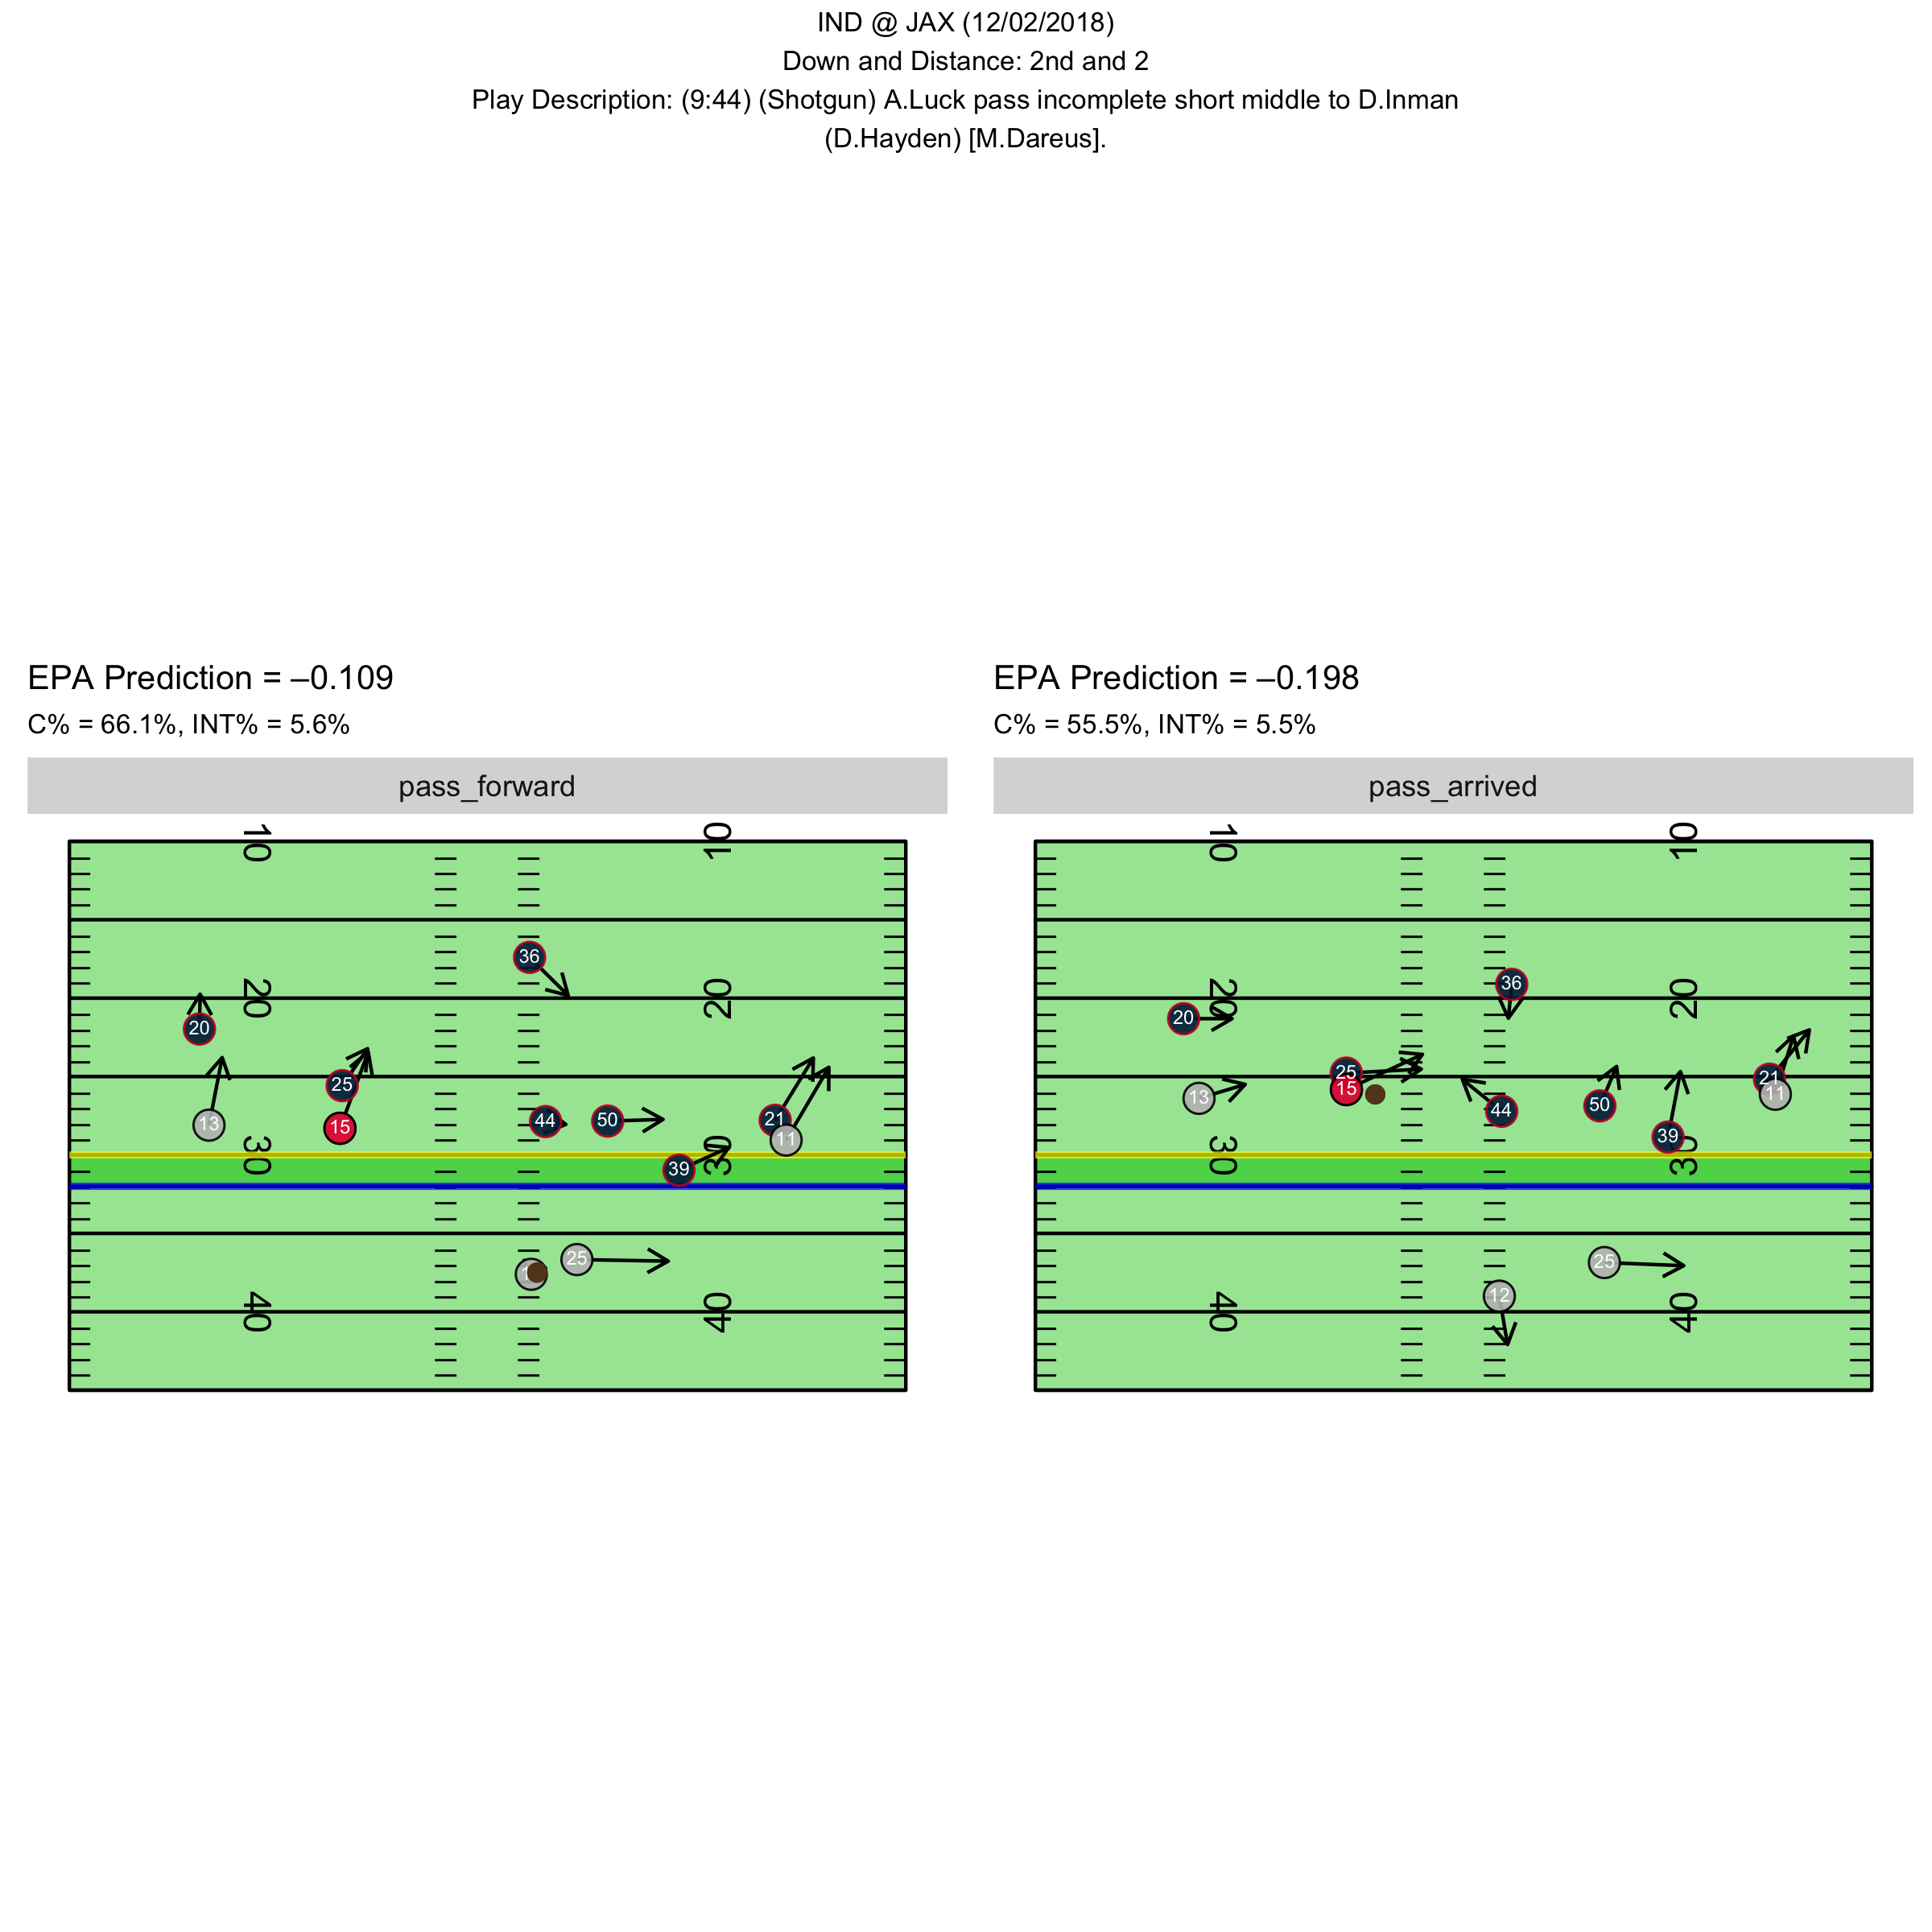 IND @ JAX (12/02/2018)
Down and Distance: 2nd and 2
Play Description: (9:44) (Shotgun) A.Luck pass incomplete short middle to D.Inman
(D.Hayden) [M.Dareus].
EPA Prediction = –0.109
C% = 66.1%, INT% = 5.6%
pass_forward
10 10
36
20 20
20
25
13 15 44 50 21
11
30 39 30
25
40 40
EPA Prediction = –0.198
C% = 55.5%, INT% = 5.5%
pass_arrived
10 10
36
20 20
20
25 21
13 15 44 50 11
39
30 30
25
12
40 40